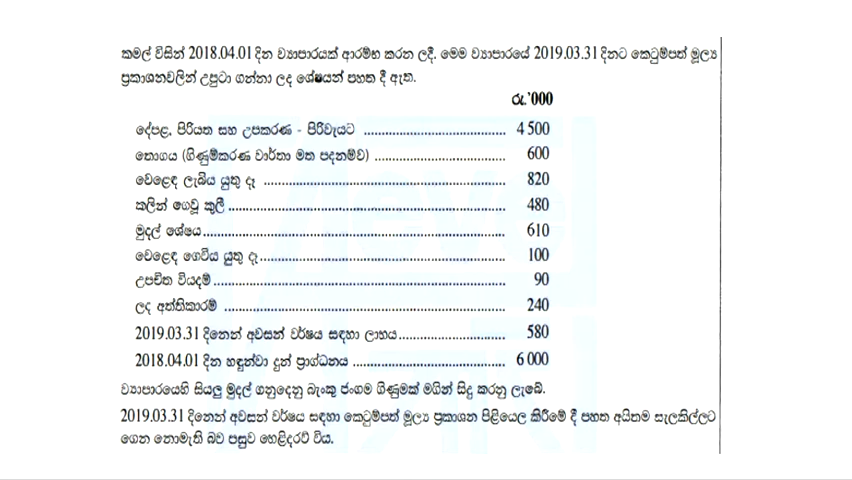 කමල් විසින් 2018.04.01 දින ව්‍යාපාරයක් ආරම්භ කරන ලදී. මෙම ව්‍යාපාරයේ 2019.03.31 දිනට කෙටුම්පත් මූල්‍ය
ප්‍රකාශනවලින් උපුටා ගන්නා ලද ශේෂයන් පහත දී ඇත.
රු.'000
දේපළ, පිරියත සහ උපකරණ - පිරිවැයට ........................................ 4 500
තොගය (ගිණුම්කරණ වාර්තා මත පදනම්ව) ..................................... 600
වෙළෙඳ ලැබිය යුතු දෑ .................................................................... 820
කලින් ගෙවූ කුලී............................................................................. 480
මුදල් ශේෂය.................................................................................... 610
වෙළෙඳ ගෙවිය යුතු දෑ..................................................................... 100
උපචිත වියදම්................................................................................. 90
ලද අත්තිකාරම් .............................................................................. 240
2019.03.31 දිනෙන් අවසන් වර්ෂය සඳහා ලාභය............................. 580
2018.04.01 දින හඳුන්වා දුන් ප්‍රාග්ධනය ......................................... 6 000
ව්‍යාපාරයෙහි සියලු මුදල් ගනුදෙනු බැංකු ජංගම ගිණුමක් මගින් සිදු කරනු ලැබේ.
2019.03.31 දිනෙන් අවසන් වර්ෂය සඳහා කෙටුම්පත් මූල්‍ය ප්‍රකාශන පිළියෙල කිරීමේ දී පහත අයිතම සැලකිල්ලට
ගෙන නොමැති බව පසුව හෙළිදරව් විය.